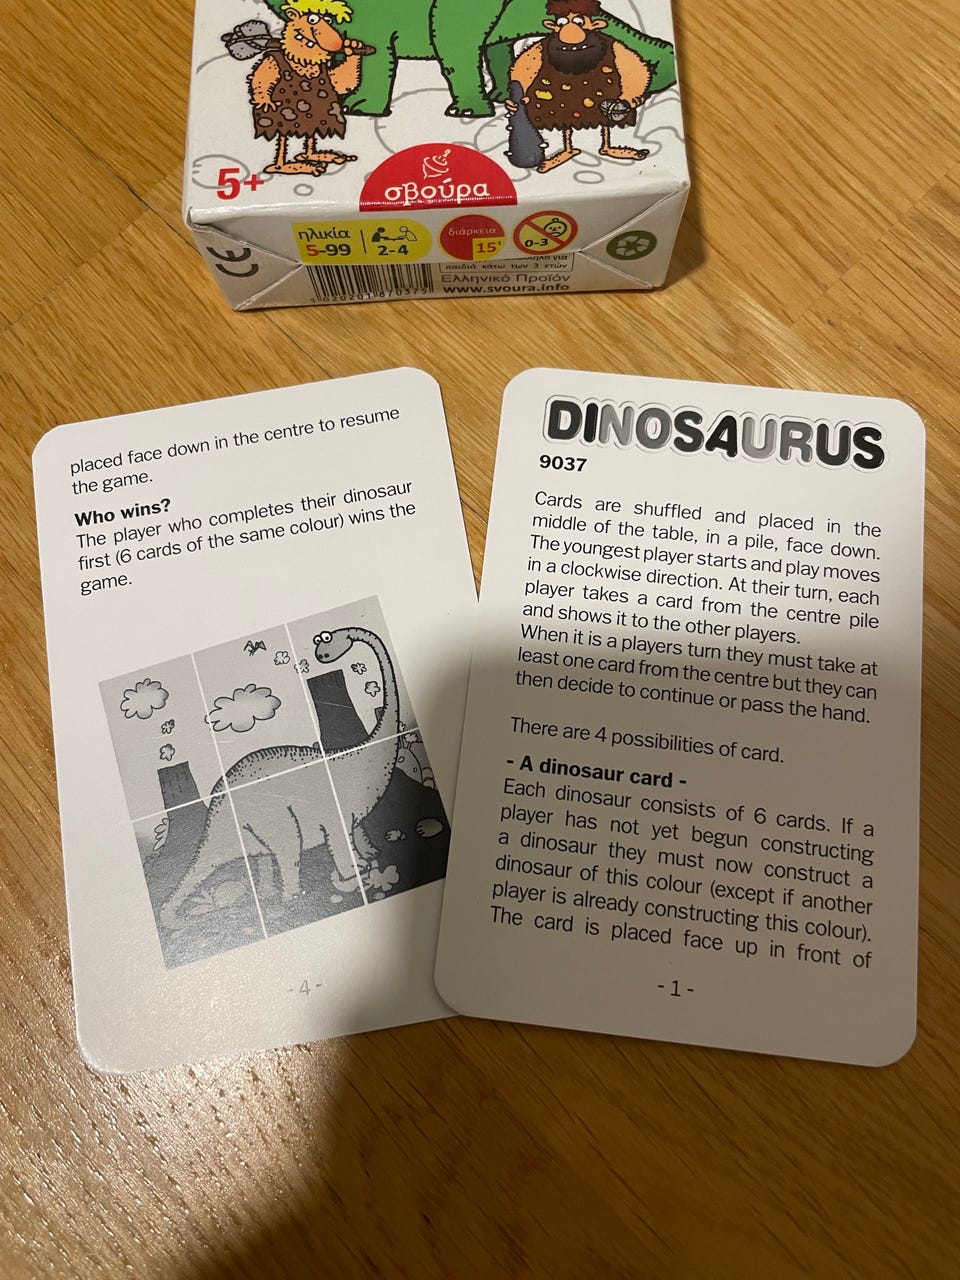 5+
σβούρα
ηλικία
5-99
2-4
διάρκεια
15'
0-3
CE
παιδιά κάτω των 3 ετών
Ελληνικό Προϊόν
www.svoura.info
placed face down in the centre to resume
the game.
Who wins?
The player who completes their dinosaur
first (6 cards of the same colour) wins the
game.
- 4 -
DINOSAURUS
9037
Cards are shuffled and placed in the
middle of the table, in a pile, face down.
The youngest player starts and play moves
in a clockwise direction. At their turn, each
player takes a card from the centre pile
and shows it to the other players.
When it is a players turn they must take at
least one card from the centre but they can
then decide to continue or pass the hand.
There are 4 possibilities of card.
- A dinosaur card -
Each dinosaur consists of 6 cards. If a
player has not yet begun constructing
a dinosaur they must now construct a
dinosaur of this colour (except if another
player is already constructing this colour).
The card is placed face up in front of
- 1 -